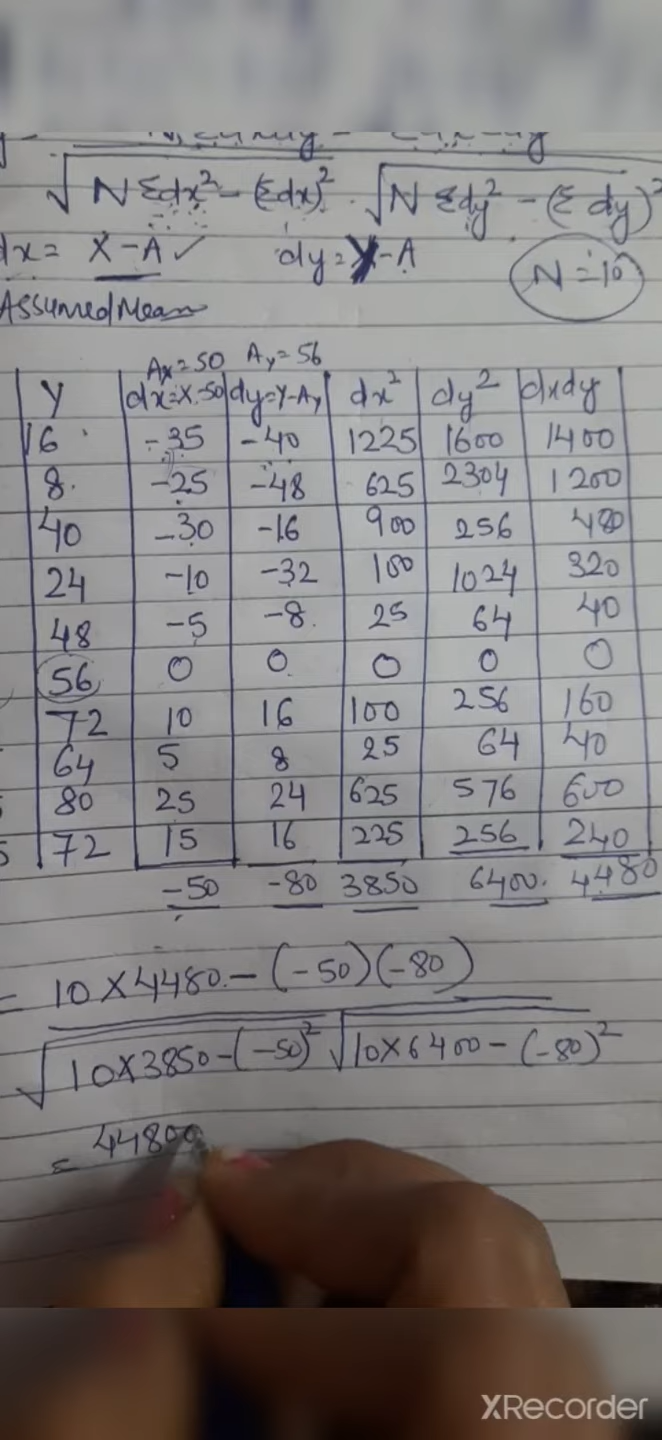 √NΣdx² - (Σdx)² . √NΣdy² - (Σdy)²
dx = X - A ✓ dy = Y - A N = 10
Assumed Mean
Ax = 50 Ay = 56
Y dx=X-50 dy=Y-Ay dx² dy² dxdy
16 -35 -40 1225 1600 1400
8 -25 -48 625 2304 1200
40 -30 -16 900 256 480
24 -10 -32 100 1024 320
48 -5 -8 25 64 40
56 0 0 0 0 0
72 10 16 100 256 160
64 5 8 25 64 40
80 25 24 625 576 600
72 15 16 225 256 240
-50 -80 3850 6400 4480
= 10 X 4480 - (-50)(-80)
√10X3850-(-50)² √10X6400-(-80)²
= 44800
XRecorder